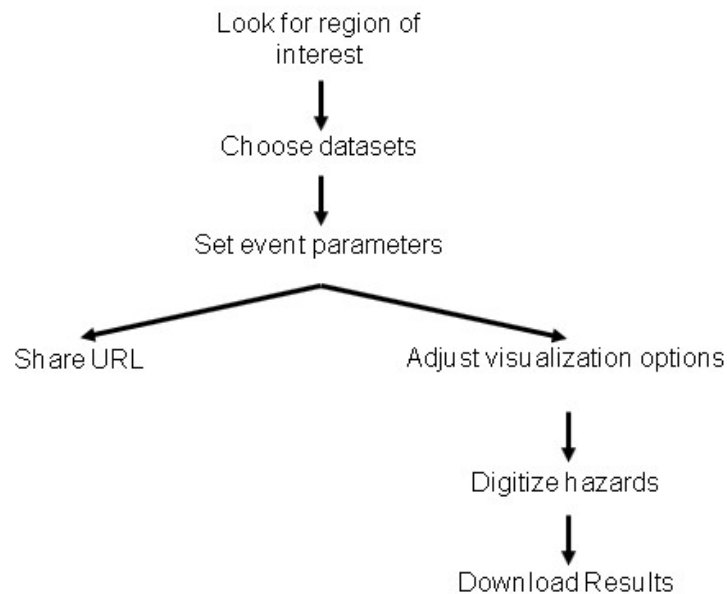 Look for region of
interest
Choose datasets
Set event parameters
Share URL
Adjust visualization options
Digitize hazards
Download Results